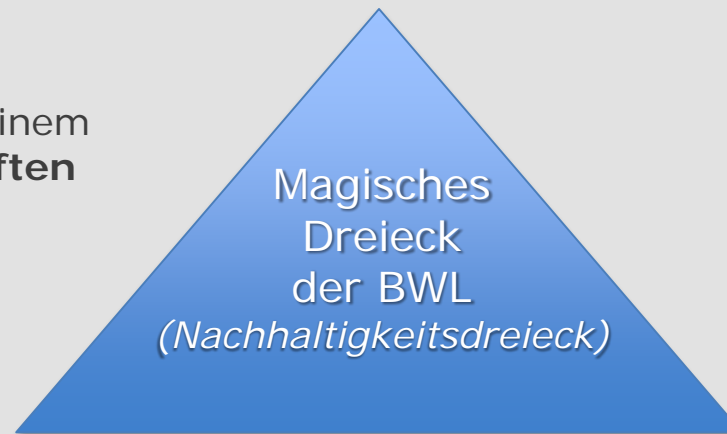 inem
ften
Magisches
Dreieck
der BWL
(Nachhaltigkeitsdreieck)